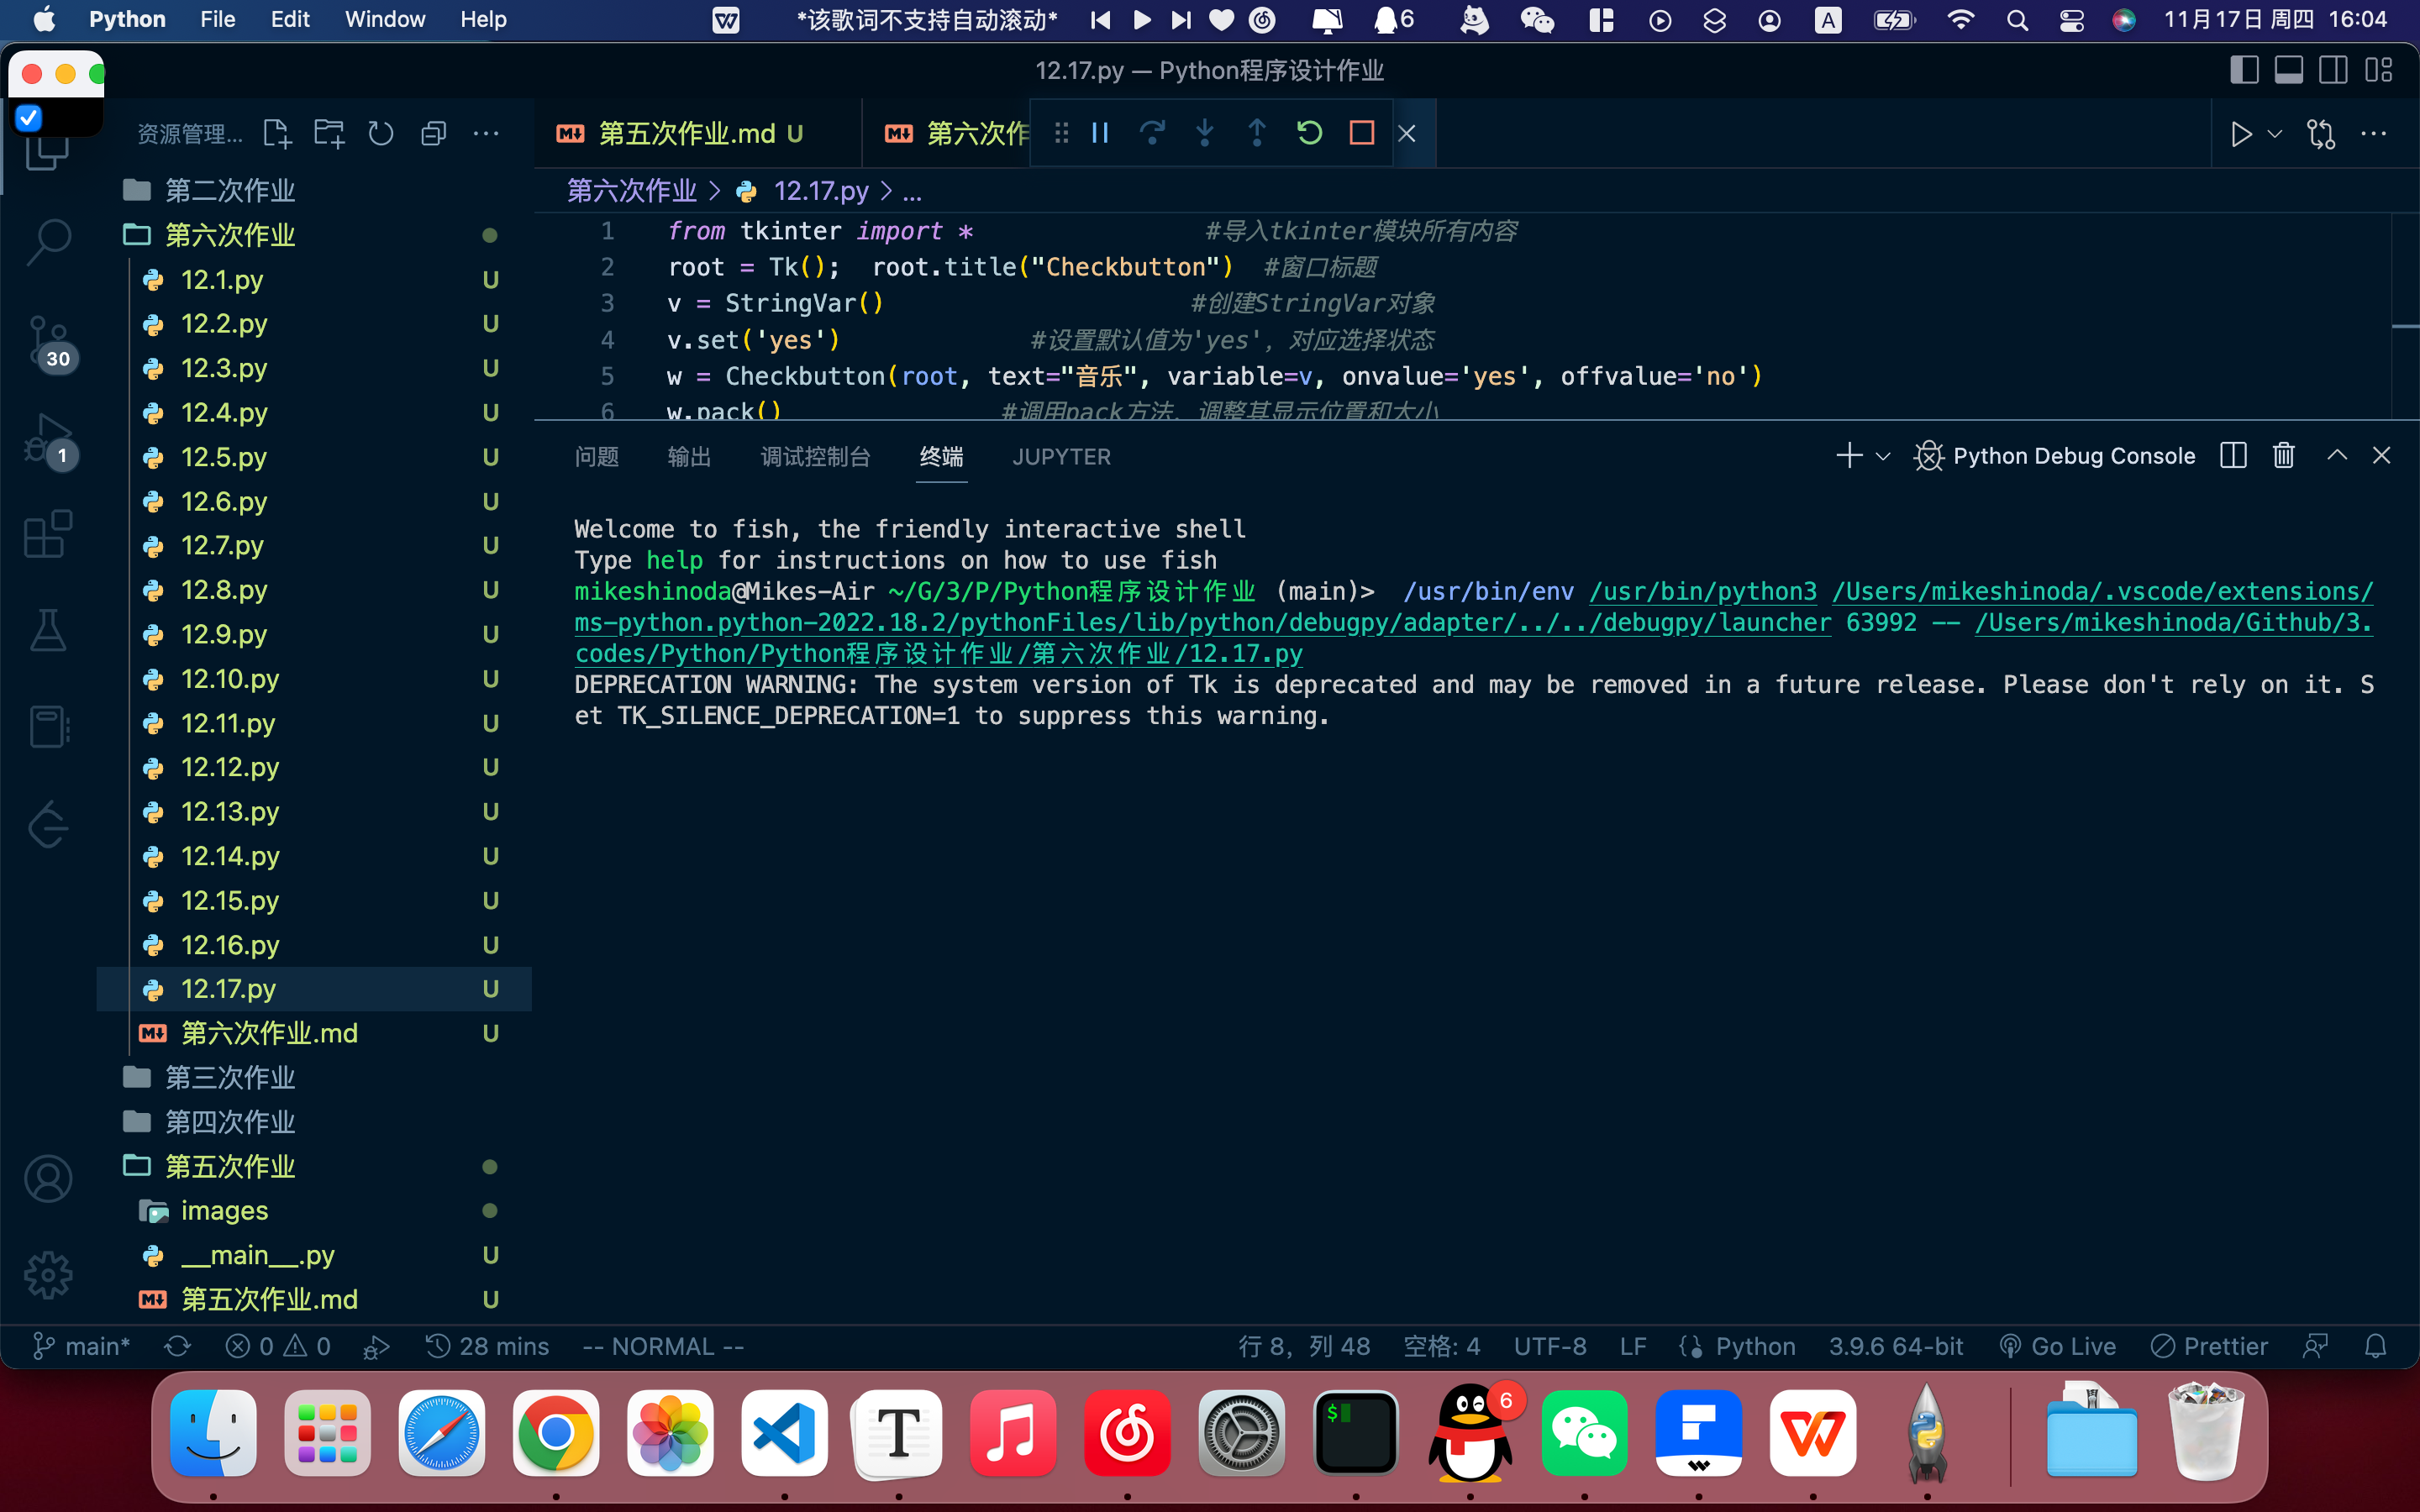 Python File Edit Window Help *该歌词不支持自动滚动* 6 A 11月17日 周四 16:04
12.17.py — Python程序设计作业
资源管理... 第五次作业.md U 第六次作
第六次作业 > 12.17.py > ...
第二次作业
第六次作业
12.1.py U
12.2.py U
12.3.py U
12.4.py U
12.5.py U
12.6.py U
12.7.py U
12.8.py U
12.9.py U
12.10.py U
12.11.py U
12.12.py U
12.13.py U
12.14.py U
12.15.py U
12.16.py U
12.17.py U
第六次作业.md U
第三次作业
第四次作业
第五次作业
images
__main__.py U
第五次作业.md U
30
1
1 from tkinter import * #导入tkinter模块所有内容
2 root = Tk(); root.title("Checkbutton") #窗口标题
3 v = StringVar() #创建StringVar对象
4 v.set('yes') #设置默认值为'yes', 对应选择状态
5 w = Checkbutton(root, text="音乐", variable=v, onvalue='yes', offvalue='no')
6 w.pack() #调用pack方法，调整其显示位置和大小
问题 输出 调试控制台 终端 JUPYTER Python Debug Console
Welcome to fish, the friendly interactive shell
Type help for instructions on how to use fish
mikeshinoda@Mikes-Air ~/G/3/P/Python程序设计作业 (main)> /usr/bin/env /usr/bin/python3 /Users/mikeshinoda/.vscode/extensions/
ms-python.python-2022.18.2/pythonFiles/lib/python/debugpy/adapter/../../debugpy/launcher 63992 -- /Users/mikeshinoda/Github/3.
codes/Python/Python程序设计作业/第六次作业/12.17.py
DEPRECATION WARNING: The system version of Tk is deprecated and may be removed in a future release. Please don't rely on it. S
et TK_SILENCE_DEPRECATION=1 to suppress this warning.
main* 0 0 28 mins -- NORMAL -- 行 8，列 48 空格: 4 UTF-8 LF Python 3.9.6 64-bit Go Live Prettier
T $ 6